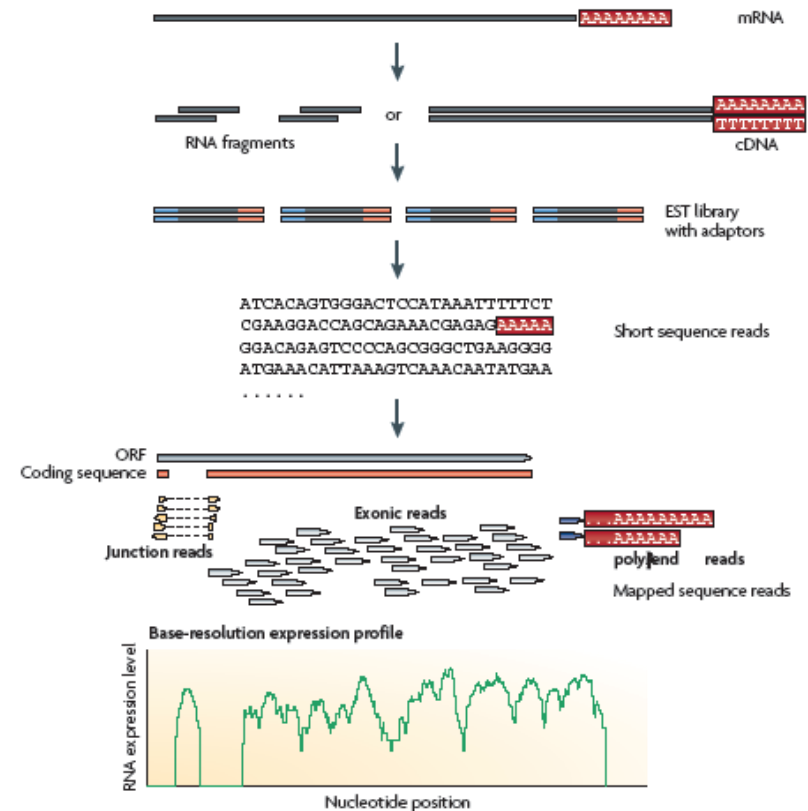 AAAAAAAA mRNA
AAAAAAAA
TTTTTTTT
or
RNA fragments
cDNA
EST library
with adaptors
ATCACAGTGGGACTCCATAAATTTTTCT
CGAAGGACCAGCAGAAACGAGAGAAAAA
GGACAGAGTCCCCAGCGGGCTGAAGGGG
ATGAAACATTAAAGTCAAACAATATGAA
. . . . . .
Short sequence reads
ORF
Coding sequence
Junction reads
Exonic reads
. . .AAAAAAAAA
. . .AAAAAA
end reads
Mapped sequence reads
Base-resolution expression profile
RNA expression level
Nucleotide position